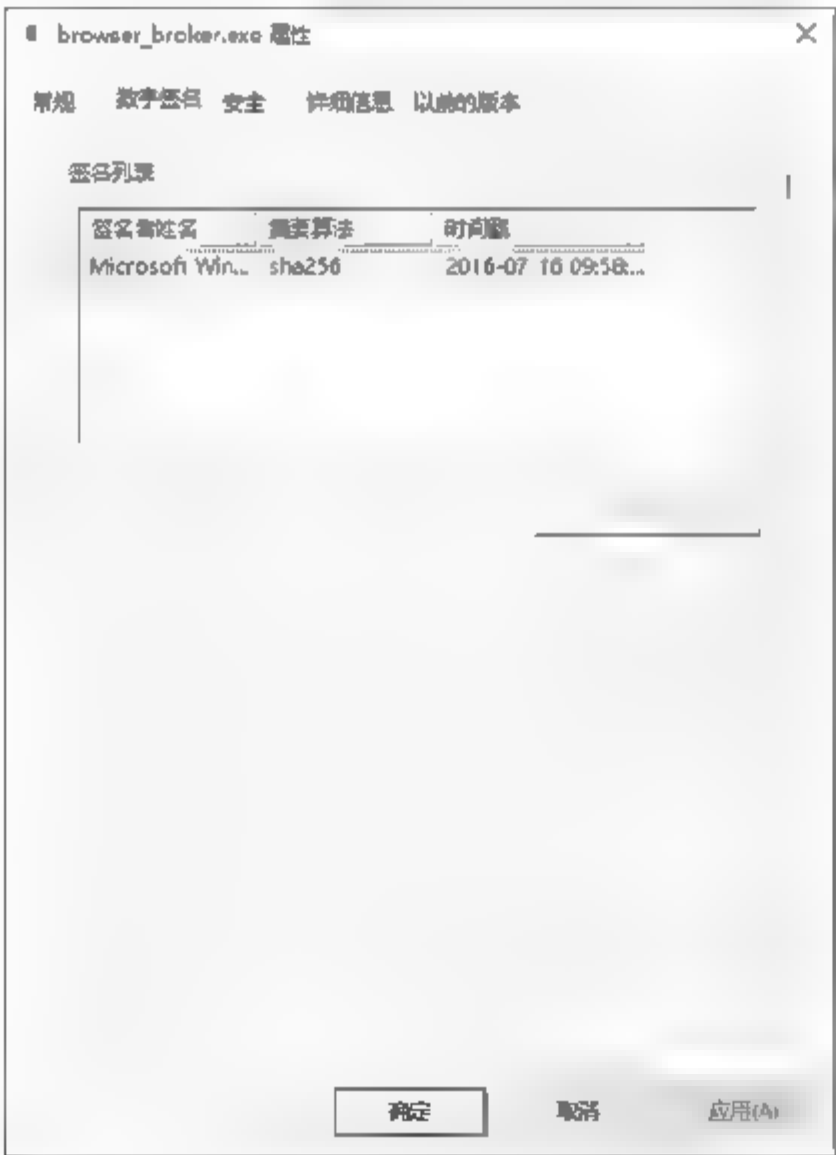 browser_broker.exe 属性
常规 数字签名 安全 详细信息 以前的版本
签名列表
签名者姓名 摘要算法 时间戳
Microsoft Win... sha256 2016-07-16 09:58:...
确定 取消 应用(A)